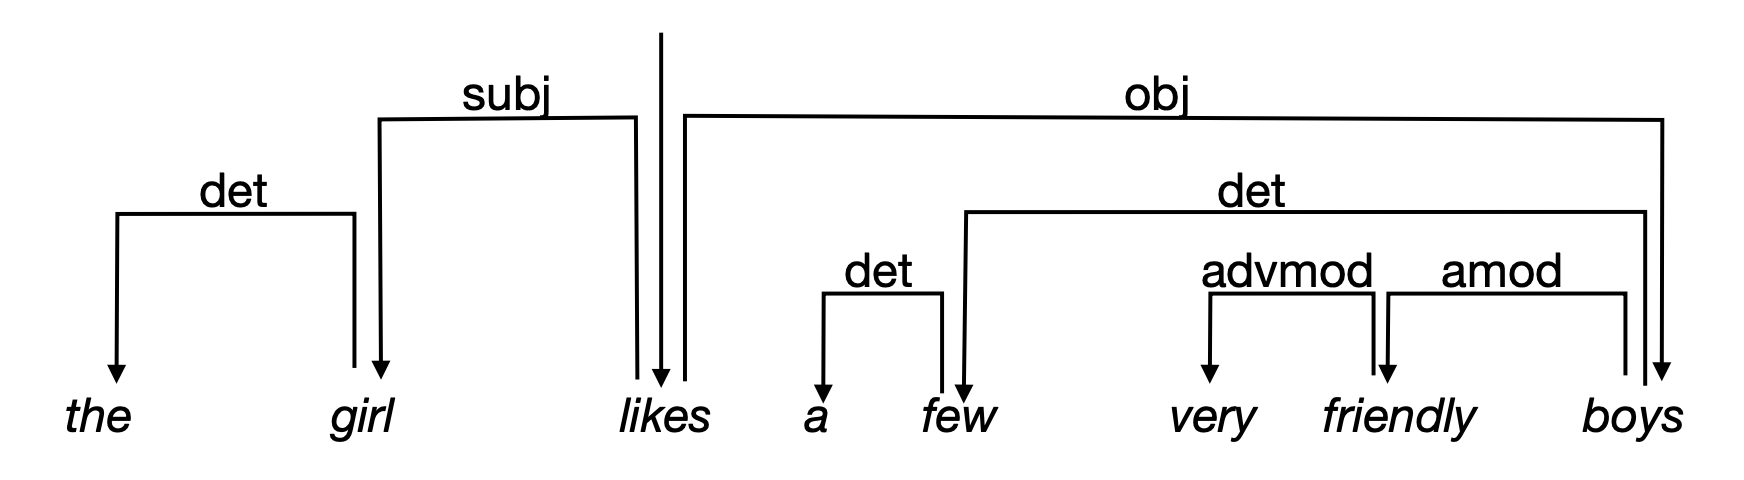 subj obj
det det
det advmod amod
the girl likes a few very friendly boys